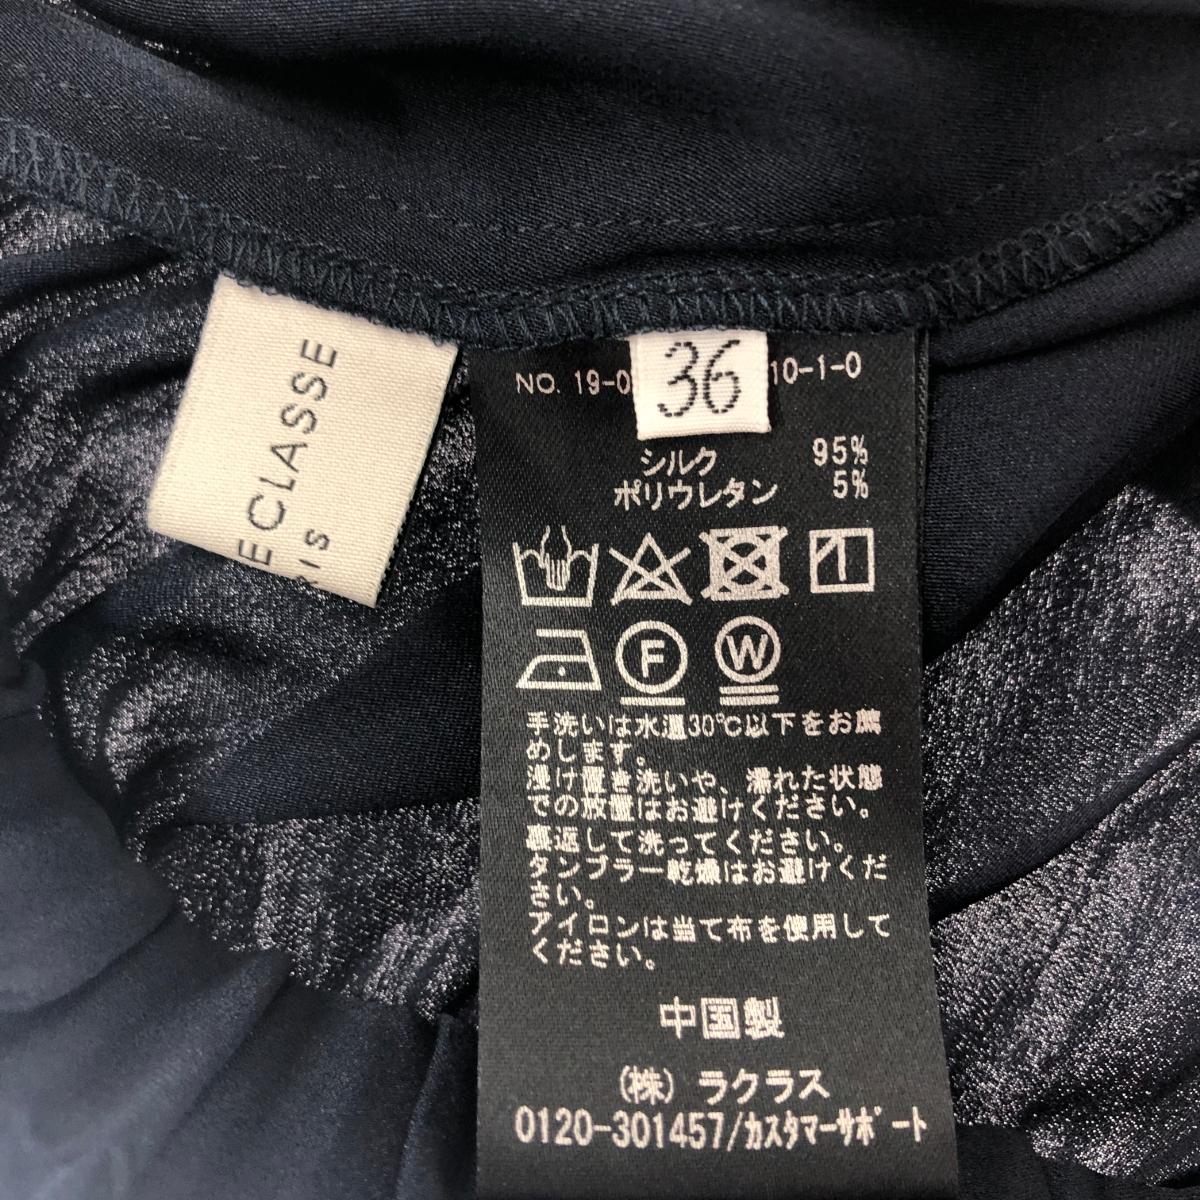 ECLASSE
RIS
36
NO. 19-0 10-1-0
シルク 95%
ポリウレタン 5%
F W
手洗いは水温30℃以下をお薦
めします。
浸け置き洗いや、濡れた状態
での放置はお避けください。
裏返して洗ってください。
タンブラー乾燥はお避けくだ
さい。
アイロンは当て布を使用して
ください。
中国製
(株) ラクラス
0120-301457/カスタマーサポート